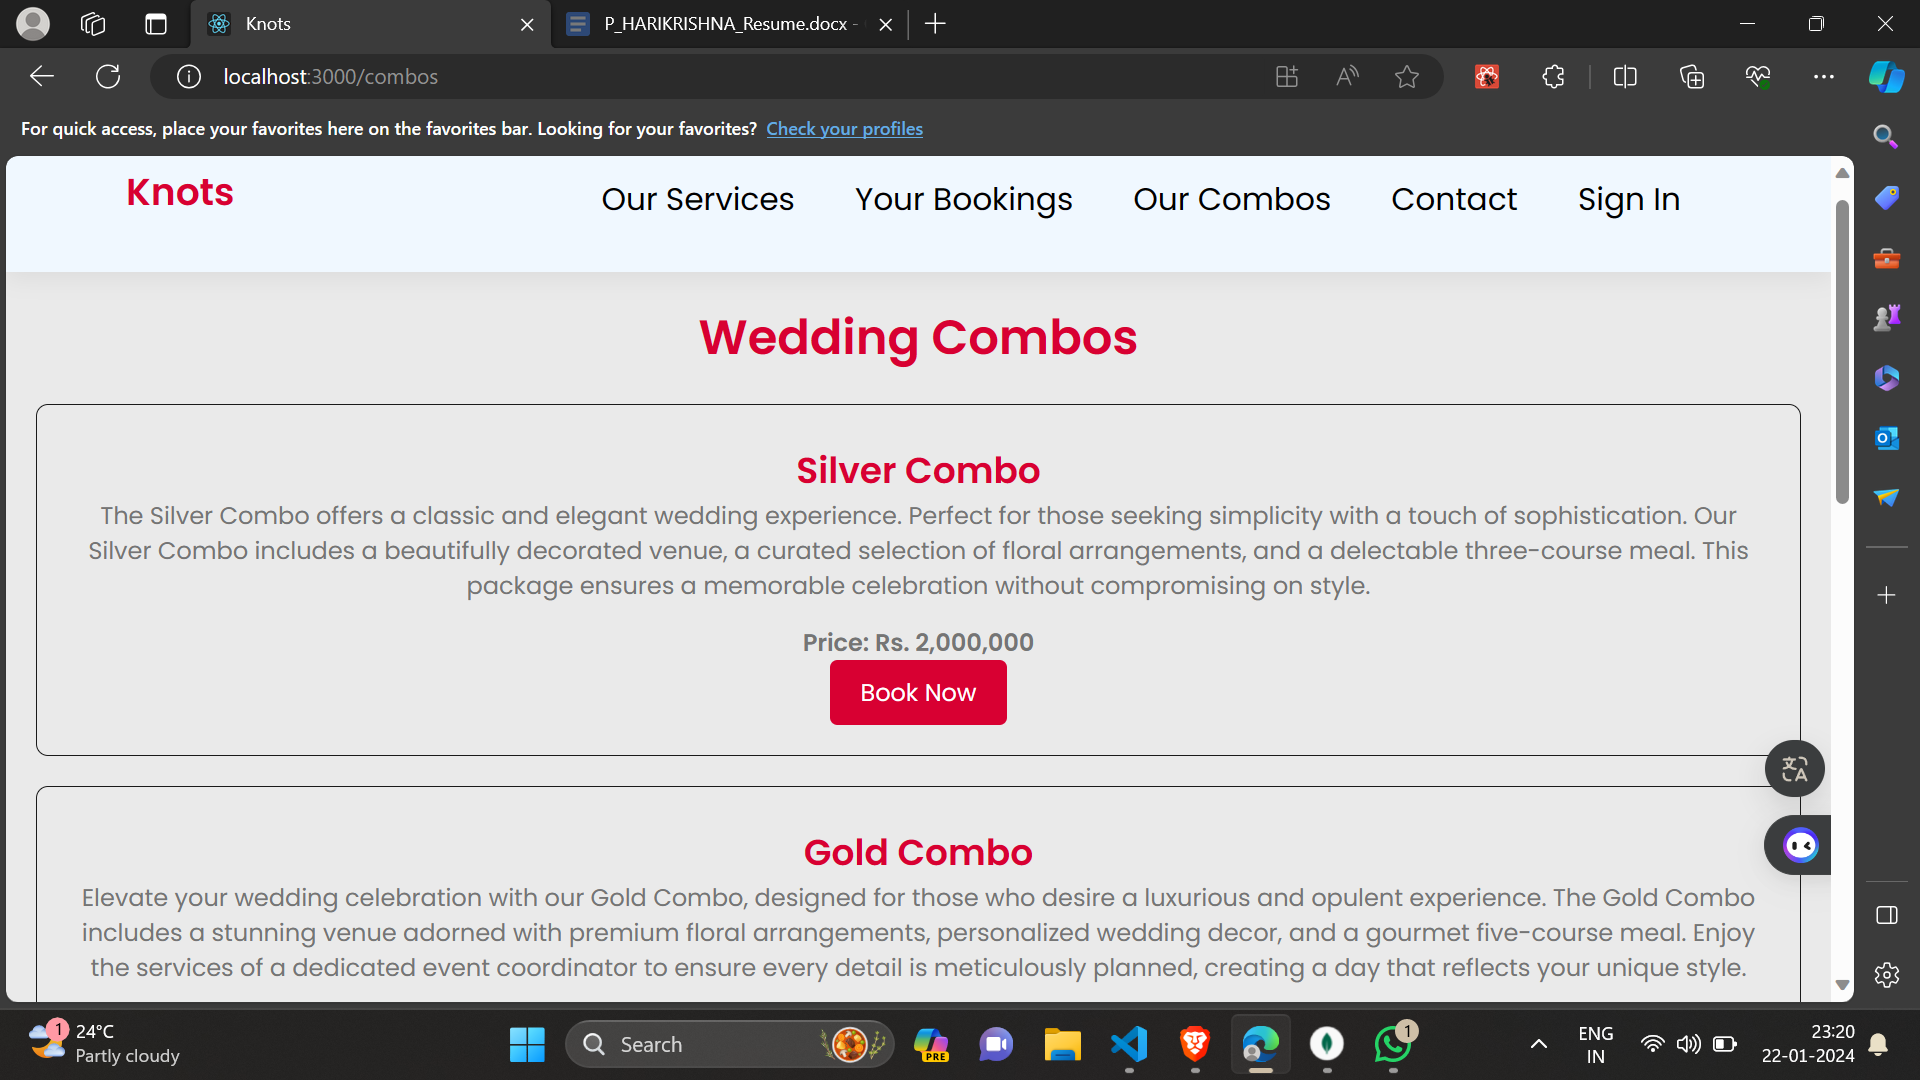 Knots
P_HARIKRISHNA_Resume.docx -
localhost:3000/combos
For quick access, place your favorites here on the favorites bar. Looking for your favorites? Check your profiles
Knots
Our Services
Your Bookings
Our Combos
Contact
Sign In
Wedding Combos
Silver Combo
The Silver Combo offers a classic and elegant wedding experience. Perfect for those seeking simplicity with a touch of sophistication. Our
Silver Combo includes a beautifully decorated venue, a curated selection of floral arrangements, and a delectable three-course meal. This
package ensures a memorable celebration without compromising on style.
Price: Rs. 2,000,000
Book Now
Gold Combo
Elevate your wedding celebration with our Gold Combo, designed for those who desire a luxurious and opulent experience. The Gold Combo
includes a stunning venue adorned with premium floral arrangements, personalized wedding decor, and a gourmet five-course meal. Enjoy
the services of a dedicated event coordinator to ensure every detail is meticulously planned, creating a day that reflects your unique style.
1
24°C
Partly cloudy
Search
PRE
1
ENG
IN
23:20
22-01-2024